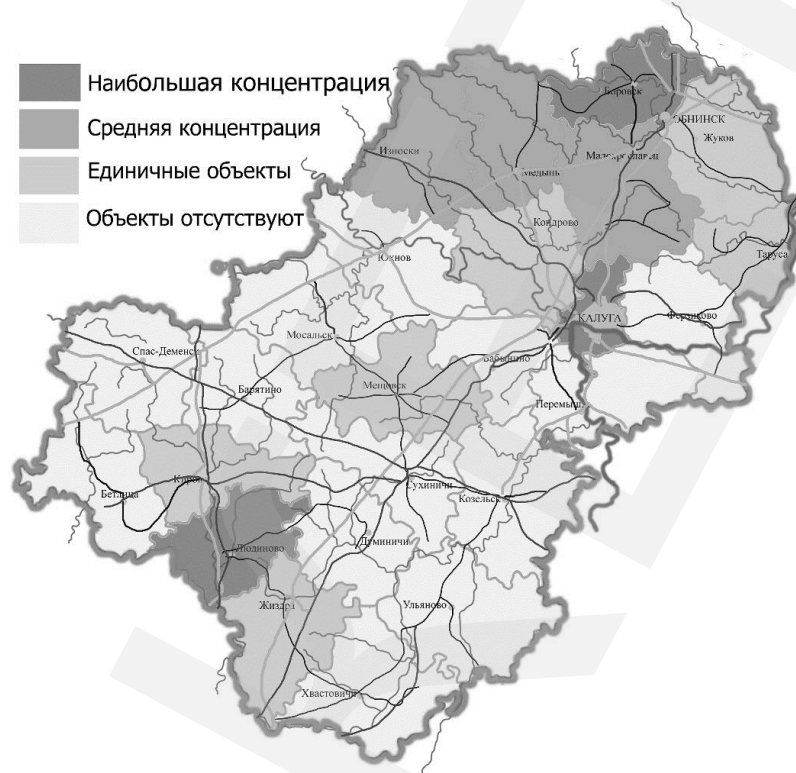 Наибольшая концентрация
Средняя концентрация
Единичные объекты
Объекты отсутствуют
Боровск
ОБНИНСК
Жуков
Малоярославец
Износки
Медынь
Кондрово
Таруса
Юхнов
КАЛУГА
Ферзиково
Мосальск
Спас-Деменск
Бабынино
Барятино
Мещовск
Перемышль
Киров
Бетлица
Сухиничи
Козельск
Людиново
Думиничи
Жиздра
Ульяново
Хвастовичи